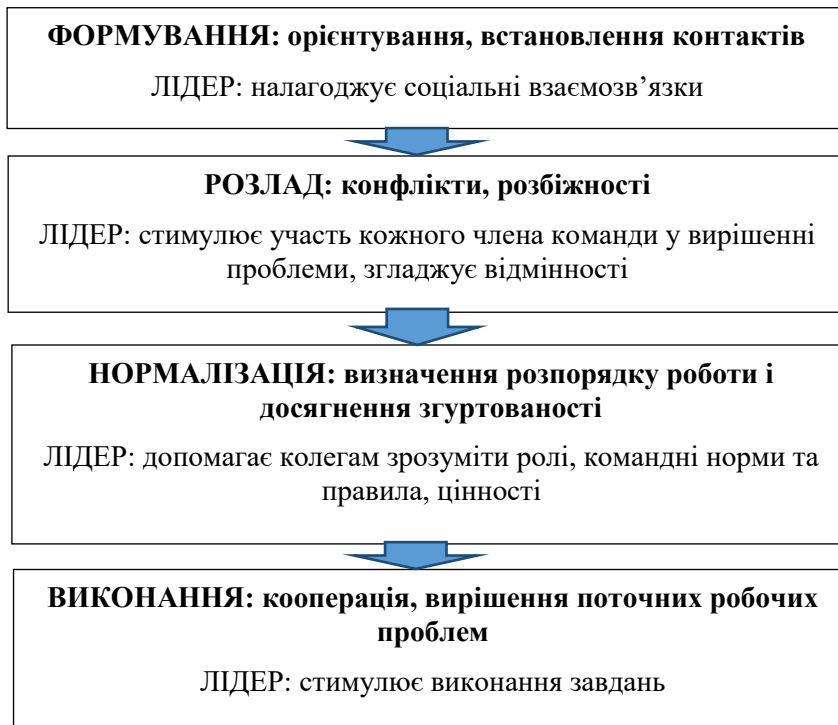 ФОРМУВАННЯ: орієнтування, встановлення контактів
ЛІДЕР: налагоджує соціальні взаємозв’язки
РОЗЛАД: конфлікти, розбіжності
ЛІДЕР: стимулює участь кожного члена команди у вирішенні
проблеми, згладжує відмінності
НОРМАЛІЗАЦІЯ: визначення розпорядку роботи і
досягнення згуртованості
ЛІДЕР: допомагає колегам зрозуміти ролі, командні норми та
правила, цінності
ВИКОНАННЯ: кооперація, вирішення поточних робочих
проблем
ЛІДЕР: стимулює виконання завдань